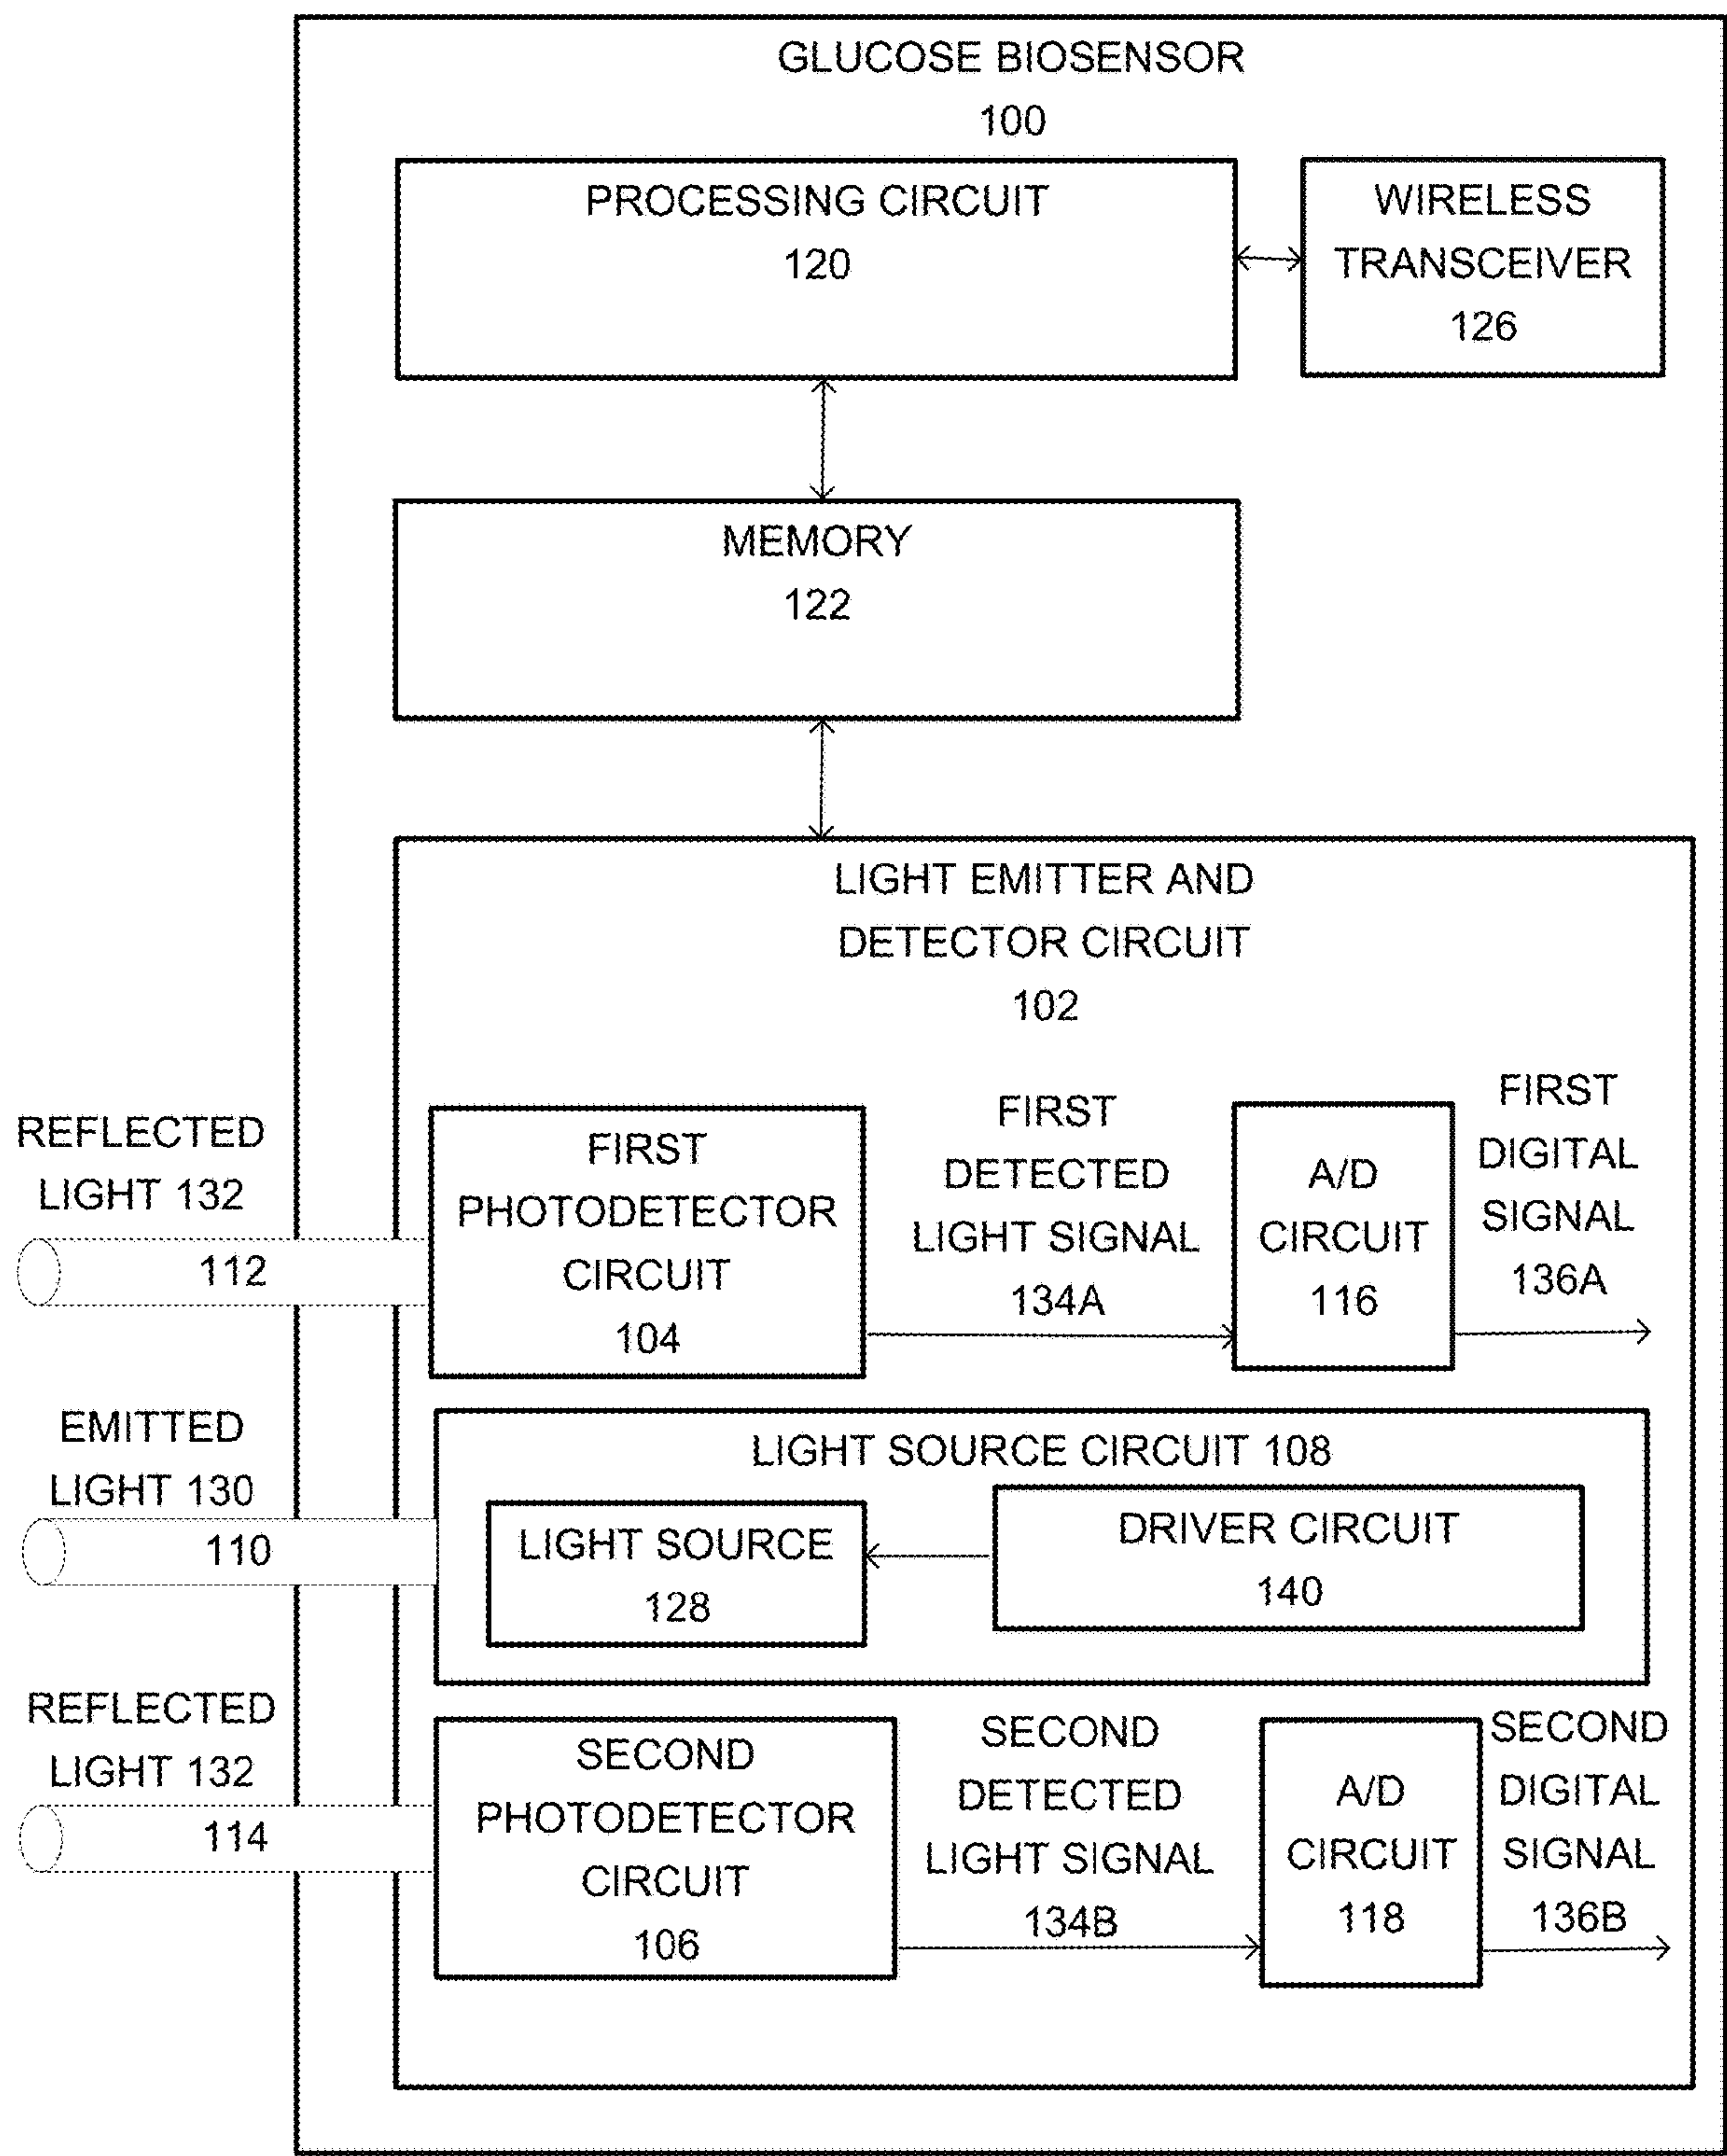 GLUCOSE BIOSENSOR
100
PROCESSING CIRCUIT
120
WIRELESS
TRANSCEIVER
126
MEMORY
122
LIGHT EMITTER AND
DETECTOR CIRCUIT
102
REFLECTED
LIGHT 132
112
FIRST
PHOTODETECTOR
CIRCUIT
104
FIRST
DETECTED
LIGHT SIGNAL
134A
A/D
CIRCUIT
116
FIRST
DIGITAL
SIGNAL
136A
EMITTED
LIGHT 130
110
LIGHT SOURCE CIRCUIT 108
LIGHT SOURCE
128
DRIVER CIRCUIT
140
REFLECTED
LIGHT 132
114
SECOND
PHOTODETECTOR
CIRCUIT
106
SECOND
DETECTED
LIGHT SIGNAL
134B
A/D
CIRCUIT
118
SECOND
DIGITAL
SIGNAL
136B